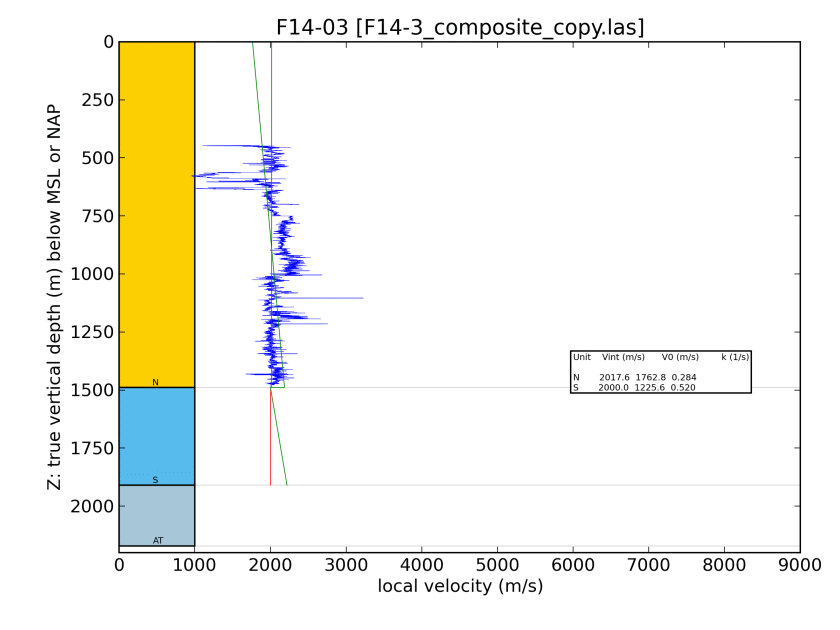 F14-03 [F14-3_composite_copy.las]
0
250
500
750
1000
1250
1500
1750
2000
Z: true vertical depth (m) below MSL or NAP
N
S
AT
Unit Vint (m/s) V0 (m/s) k (1/s)
N 2017.6 1762.8 0.284
S 2000.0 1225.6 0.520
0 1000 2000 3000 4000 5000 6000 7000 8000 9000
local velocity (m/s)